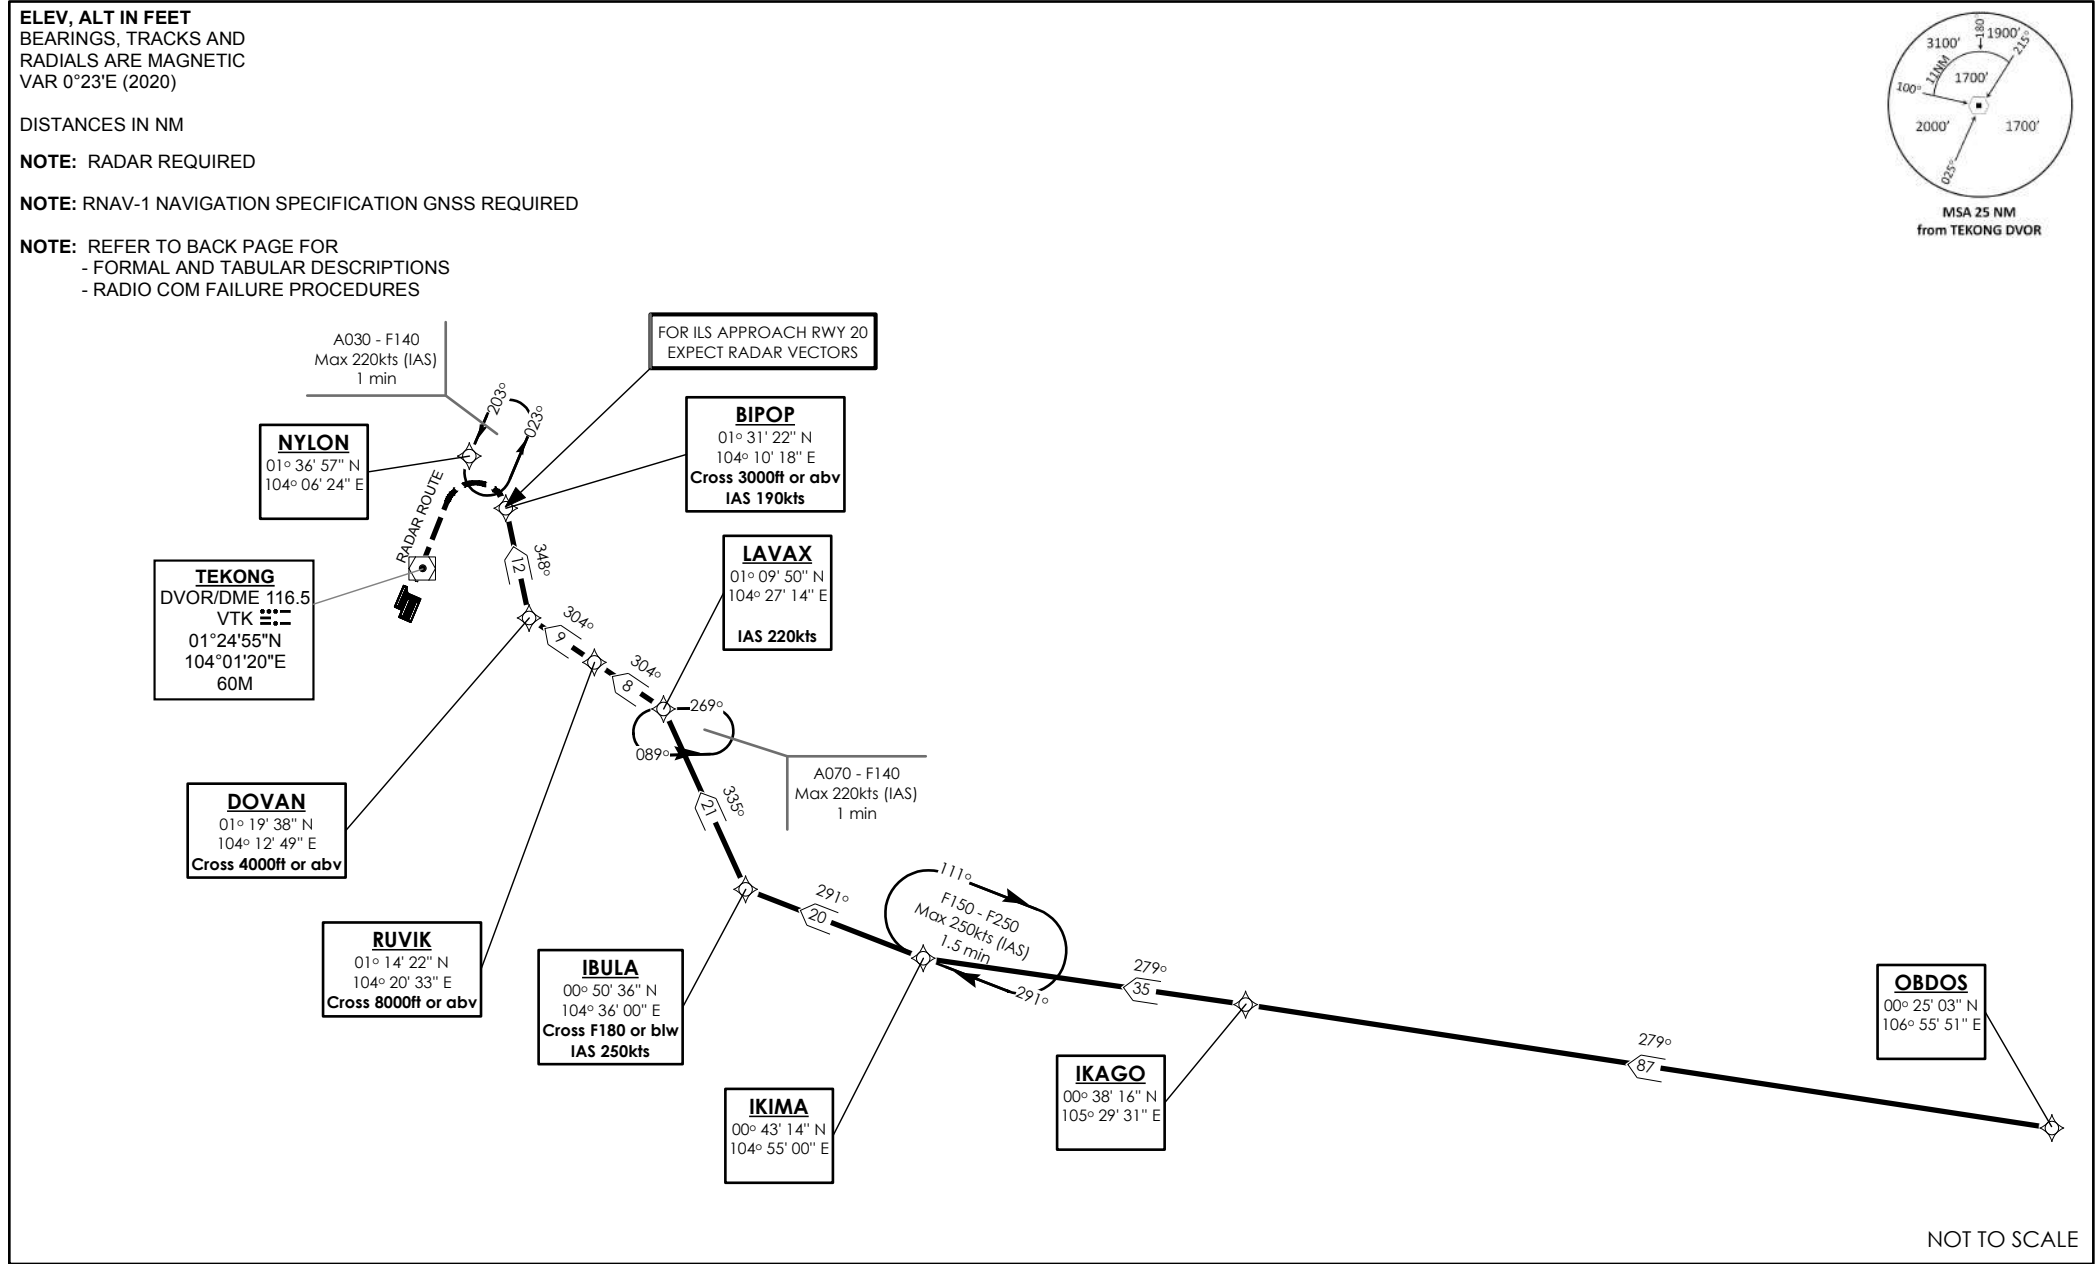 ELEV, ALT IN FEET
BEARINGS, TRACKS AND
RADIALS ARE MAGNETIC
VAR 0°23'E (2020)
DISTANCES IN NM
NOTE: RADAR REQUIRED
NOTE: RNAV-1 NAVIGATION SPECIFICATION GNSS REQUIRED
NOTE: REFER TO BACK PAGE FOR
- FORMAL AND TABULAR DESCRIPTIONS
- RADIO COM FAILURE PROCEDURES
3100'
180°
1900'
215°
11NM
1700'
100°
2000'
1700'
025°
MSA 25 NM
from TEKONG DVOR
A030 - F140
Max 220kts (IAS)
1 min
FOR ILS APPROACH RWY 20
EXPECT RADAR VECTORS
203°
023°
NYLON
01° 36' 57" N
104° 06' 24" E
BIPOP
01° 31' 22" N
104° 10' 18" E
Cross 3000ft or abv
IAS 190kts
RADAR ROUTE
TEKONG
DVOR/DME 116.5
VTK
01°24'55"N
104°01'20"E
60M
348°
12
LAVAX
01° 09' 50" N
104° 27' 14" E
IAS 220kts
304°
9
304°
8
269°
089°
A070 - F140
Max 220kts (IAS)
1 min
DOVAN
01° 19' 38" N
104° 12' 49" E
Cross 4000ft or abv
335°
21
RUVIK
01° 14' 22" N
104° 20' 33" E
Cross 8000ft or abv
291°
20
111°
F150 - F250
Max 250kts (IAS)
1.5 min
291°
IBULA
00° 50' 36" N
104° 36' 00" E
Cross F180 or blw
IAS 250kts
279°
35
IKIMA
00° 43' 14" N
104° 55' 00" E
IKAGO
00° 38' 16" N
105° 29' 31" E
279°
87
OBDOS
00° 25' 03" N
106° 55' 51" E
NOT TO SCALE